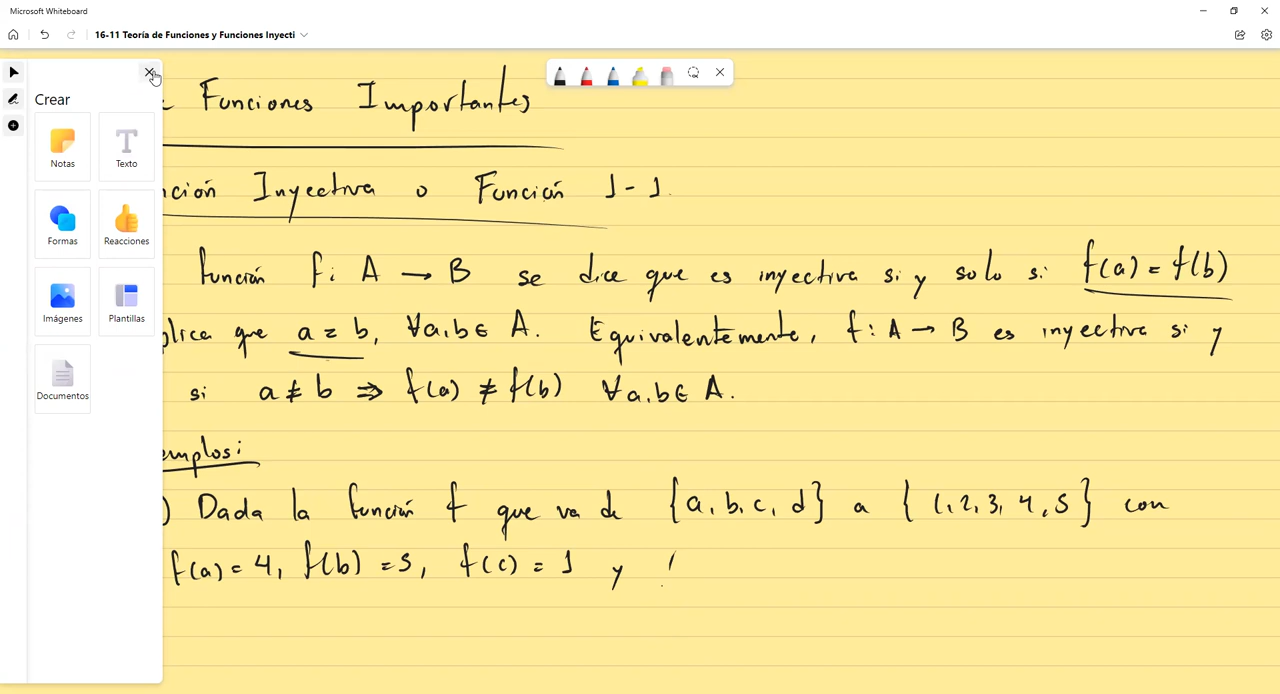 Microsoft Whiteboard
16-11 Teoría de Funciones y Funciones Inyecti
Crear
Notas
Texto
Formas
Reacciones
Imágenes
Plantillas
Documentos
Funciones Importantes
nción Inyectiva o Función 1-1.
función f: A → B se dice que es inyectiva si y solo si f(a) = f(b)
plica que a = b, ∀a,b ∈ A. Equivalentemente, f: A → B es inyectiva si y
si a ≠ b ⇒ f(a) ≠ f(b) ∀a,b ∈ A.
emplos:
) Dada la función f que va de {a, b, c, d} a {1, 2, 3, 4, 5} con
f(a) = 4, f(b) = 5, f(c) = 1 y